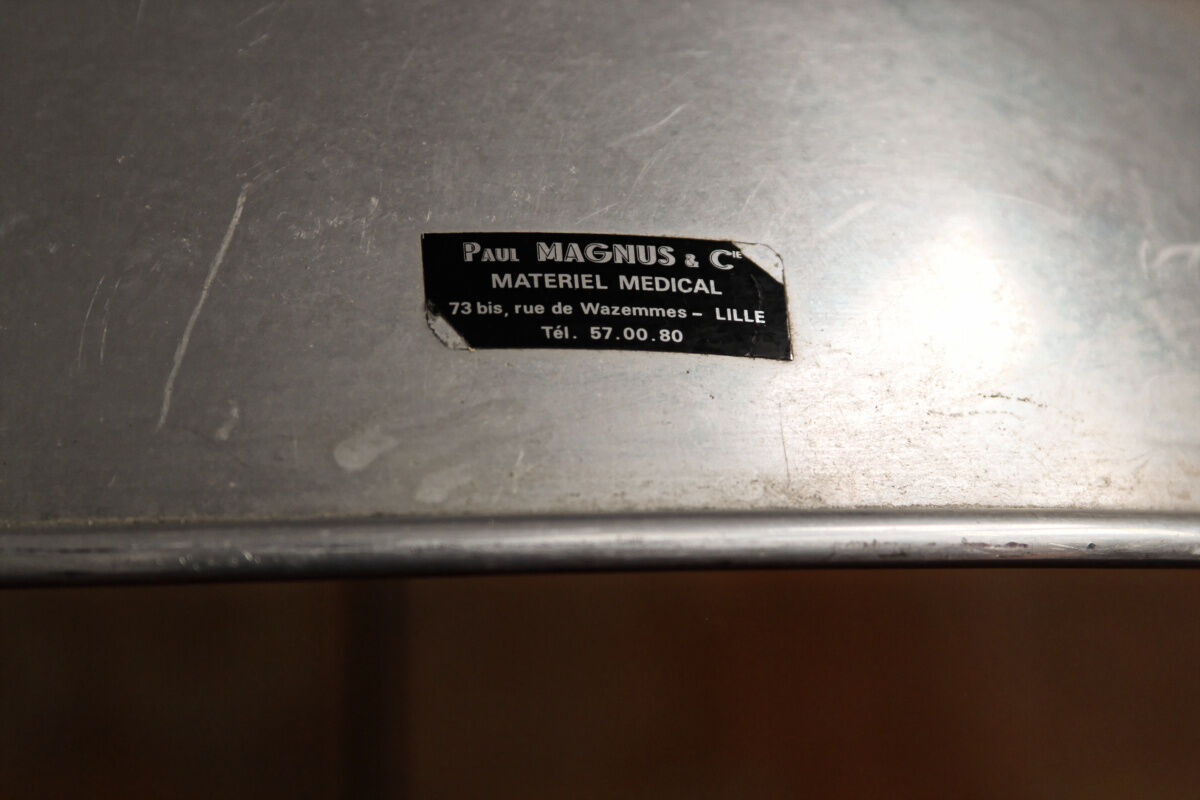 PAUL MAGNUS & CIE
MATERIEL MEDICAL
73 bis, rue de Wazemmes - LILLE
Tél. 57.00.80